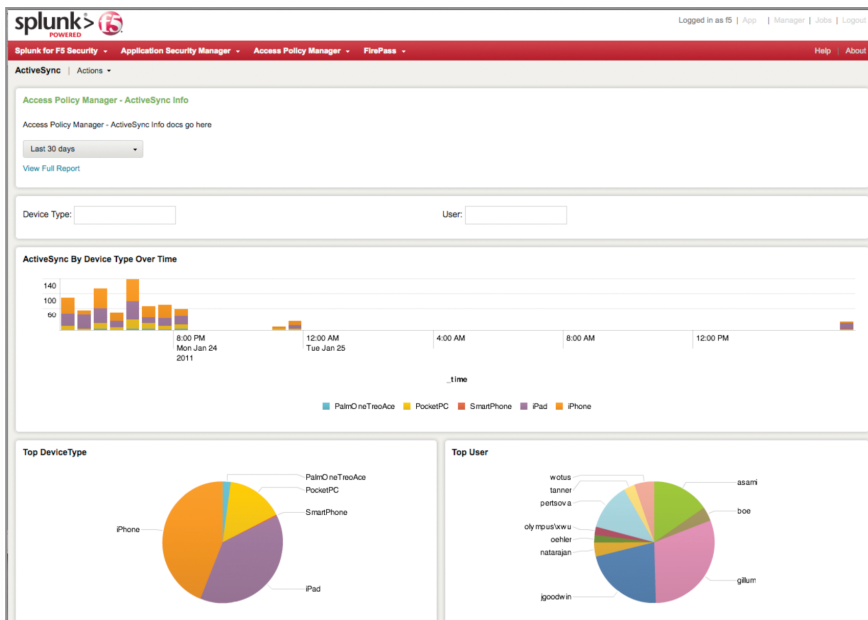 splunk> f5
POWERED
Logged in as f5 | App | Manager | Jobs | Logout
Splunk for F5 Security Application Security Manager Access Policy Manager FirePass Help | About
ActiveSync | Actions
Access Policy Manager - ActiveSync Info
Access Policy Manager - ActiveSync Info docs go here
Last 30 days
View Full Report
Device Type: User:
ActiveSync By Device Type Over Time
140
100
60
8:00 PM 12:00 AM 4:00 AM 8:00 AM 12:00 PM
Mon Jan 24 Tue Jan 25
2011
_time
PalmOneTreoAce PocketPC SmartPhone iPad iPhone
Top DeviceType
PalmOneTreoAce
PocketPC
SmartPhone
iPhone
iPad
Top User
wotus
tanner
pertsova
olympus\xwu
oehler
natarajan
jgoodwin
asami
boe
gillum